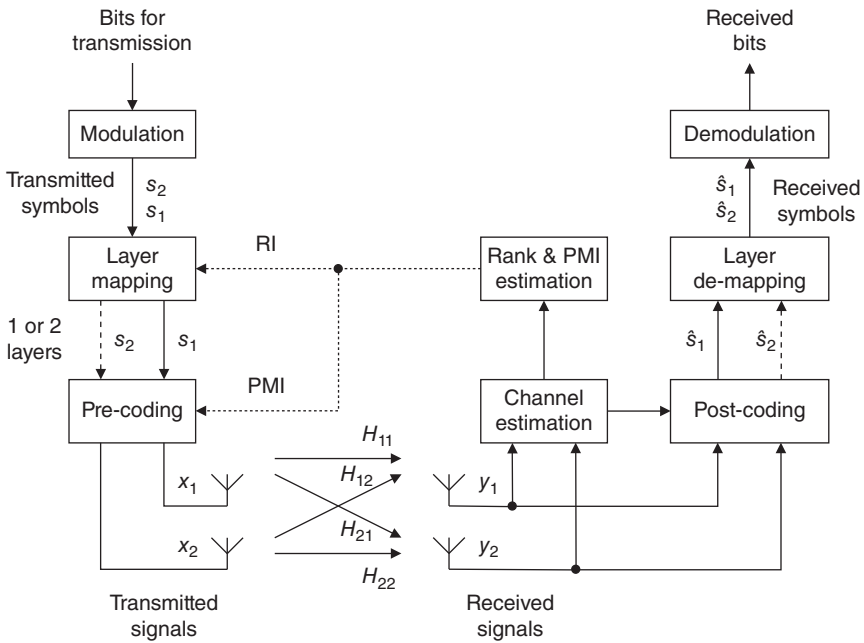 Bits for
transmission
Received
bits
Modulation
Demodulation
Transmitted
symbols
s₂
s₁
ŝ₁
ŝ₂
Received
symbols
Layer
mapping
RI
Rank & PMI
estimation
Layer
de-mapping
1 or 2
layers
s₂
s₁
ŝ₁
ŝ₂
Pre-coding
PMI
Channel
estimation
Post-coding
H₁₁
x₁
H₁₂
y₁
x₂
H₂₁
y₂
H₂₂
Transmitted
signals
Received
signals